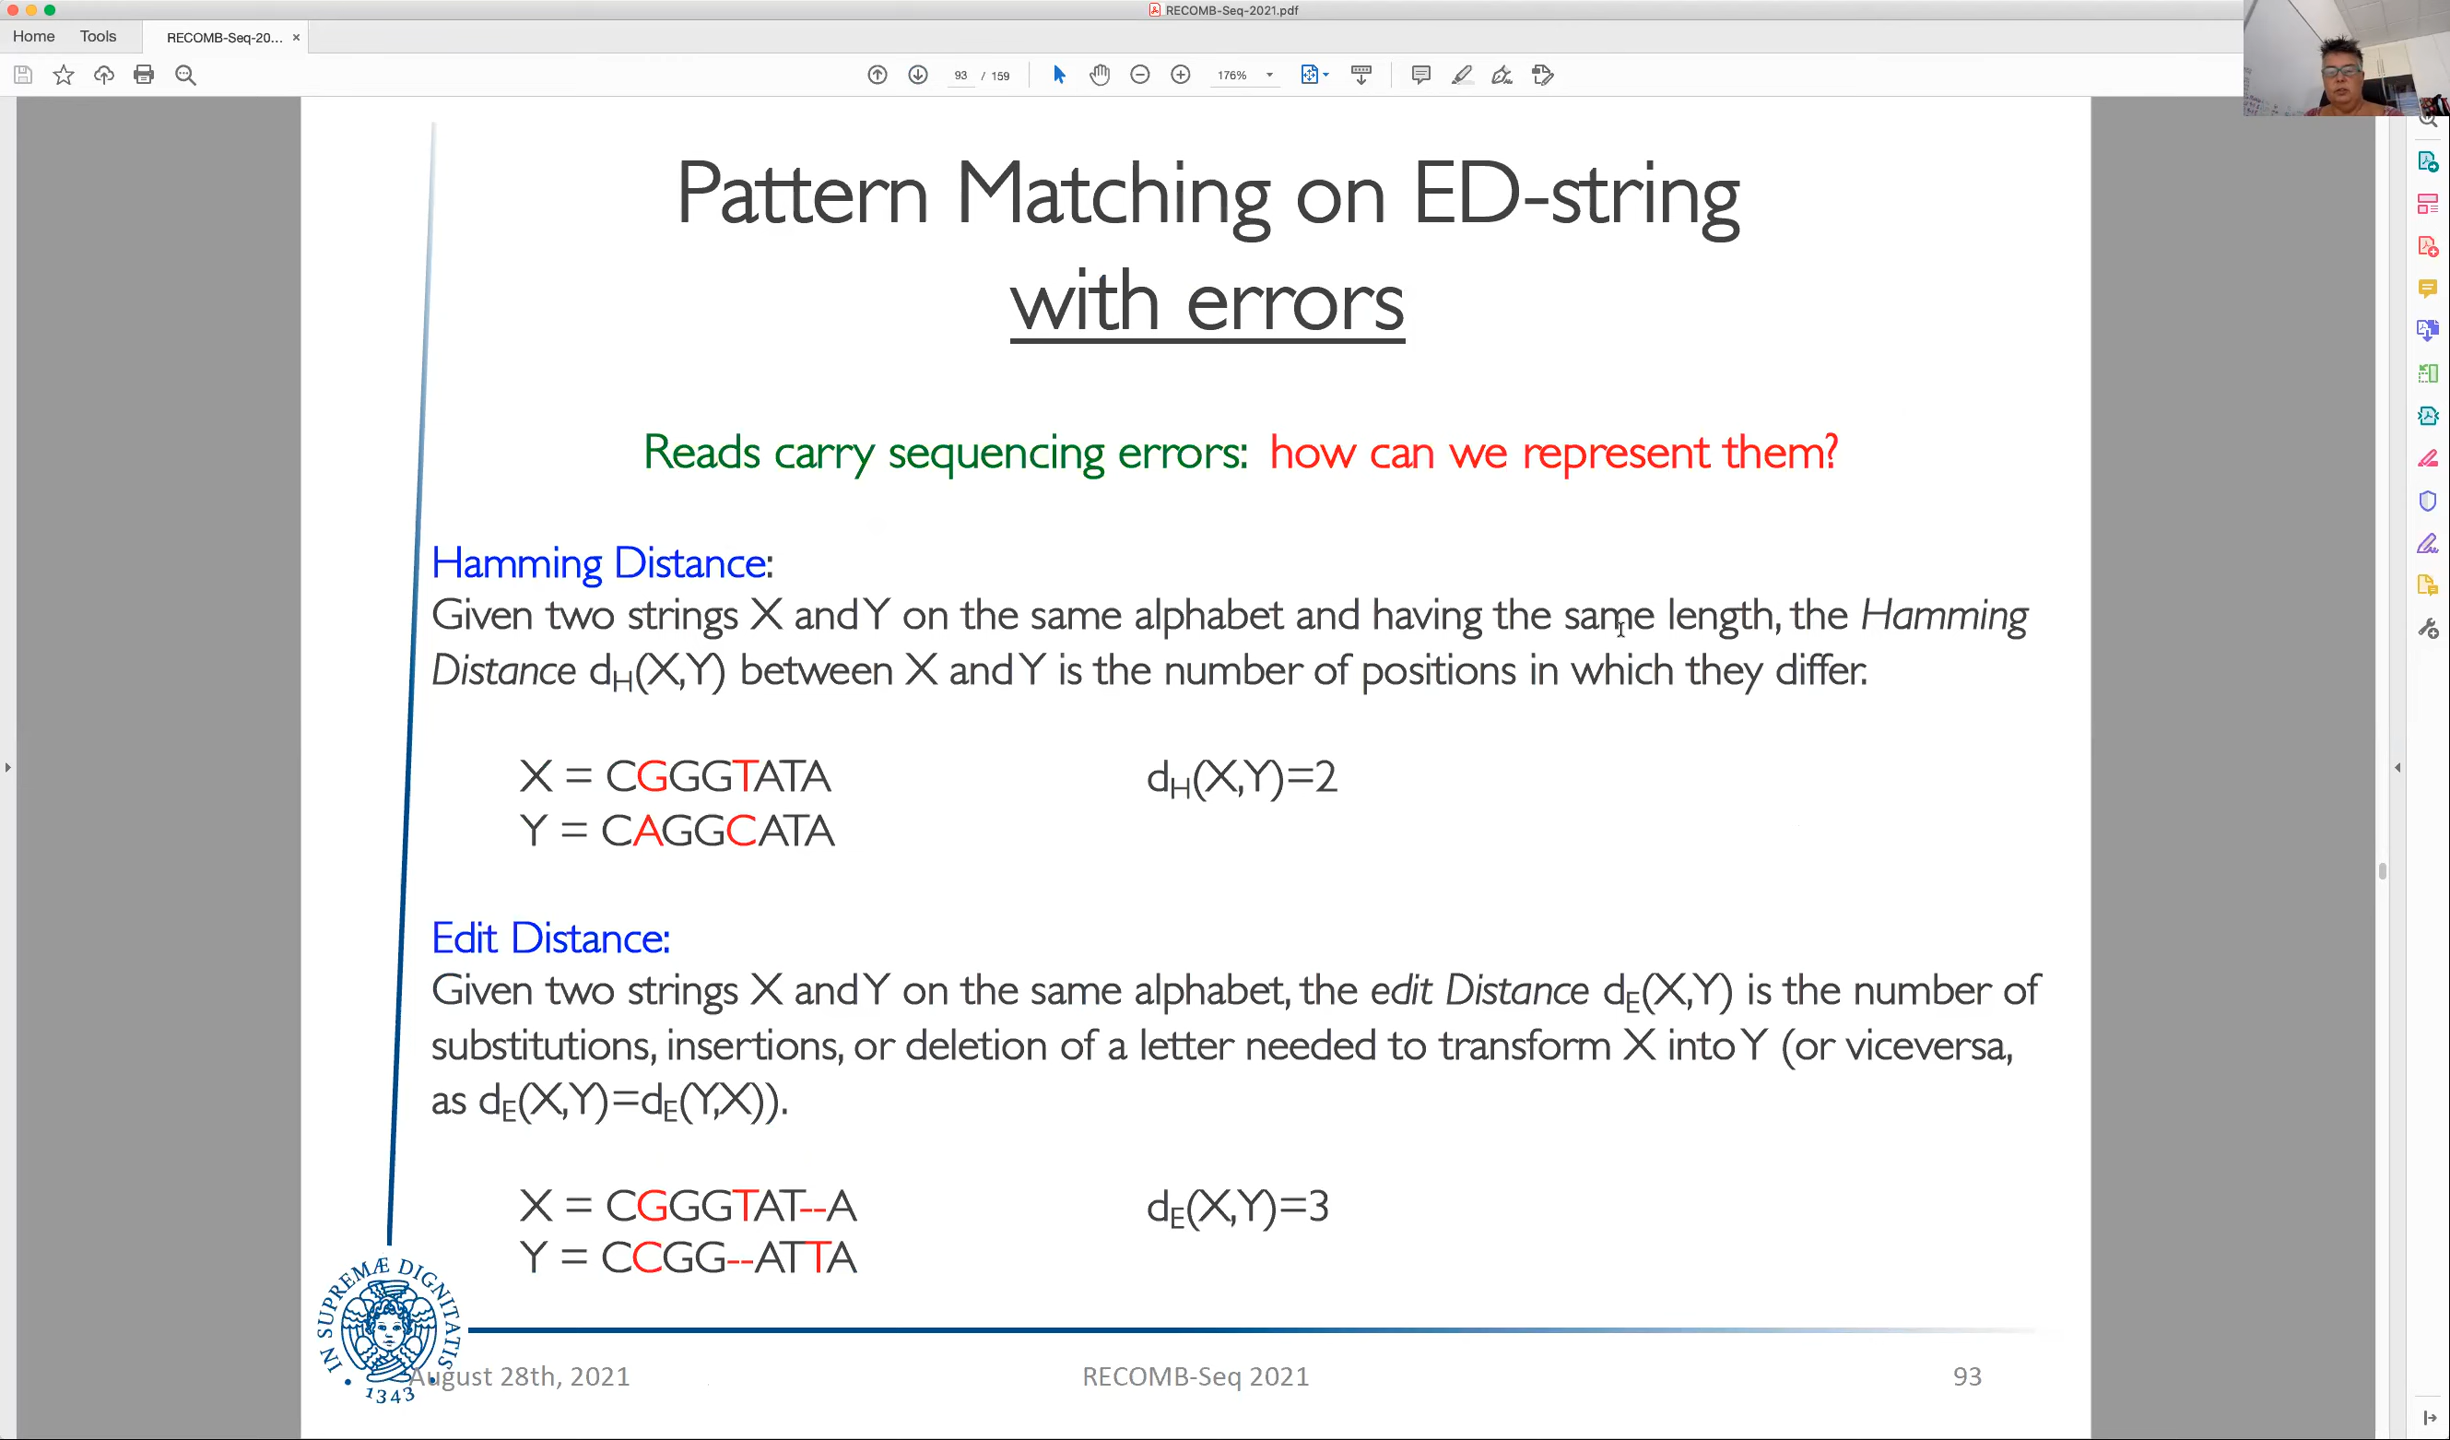 RECOMB-Seq-2021.pdf
Home Tools RECOMB-Seq-20... ×
93 / 159 176%
Pattern Matching on ED-string
with errors
Reads carry sequencing errors: how can we represent them?
Hamming Distance:
Given two strings X and Y on the same alphabet and having the same length, the Hamming
Distance dH(X,Y) between X and Y is the number of positions in which they differ.
X = CGGGTATA dH(X,Y)=2
Y = CAGGCATA
Edit Distance:
Given two strings X and Y on the same alphabet, the edit Distance dE(X,Y) is the number of
substitutions, insertions, or deletion of a letter needed to transform X into Y (or viceversa,
as dE(X,Y)=dE(Y,X)).
X = CGGGTAT--A dE(X,Y)=3
Y = CCGG--ATTA
IN SUPREMÆ DIGNITATIS
1343
August 28th, 2021 RECOMB-Seq 2021 93